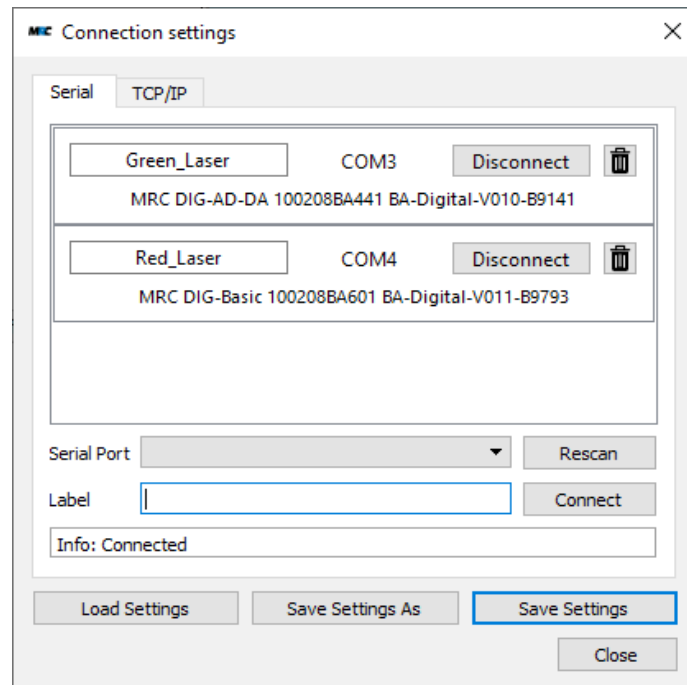 MRC Connection settings
Serial TCP/IP
Green_Laser COM3 Disconnect
MRC DIG-AD-DA 100208BA441 BA-Digital-V010-B9141
Red_Laser COM4 Disconnect
MRC DIG-Basic 100208BA601 BA-Digital-V011-B9793
Serial Port Rescan
Label Connect
Info: Connected
Load Settings Save Settings As Save Settings
Close